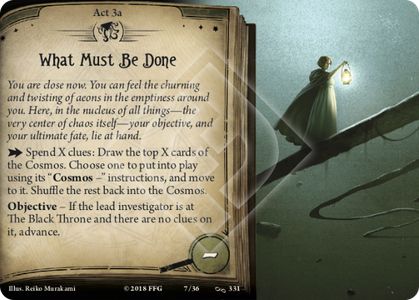 Act 3a
What Must Be Done
You are close now. You can feel the churning
and twisting of aeons in the emptiness around
you. Here, in the nucleus of all things—the
very center of chaos itself—your objective, and
your ultimate fate, lie at hand.
Spend X clues: Draw the top X cards of
the Cosmos. Choose one to put into play
using its “Cosmos –” instructions, and move
to it. Shuffle the rest back into the Cosmos.
Objective – If the lead investigator is at
The Black Throne and there are no clues on
it, advance.
–
Illus. Reiko Murakami
© 2018 FFG
7/36
331